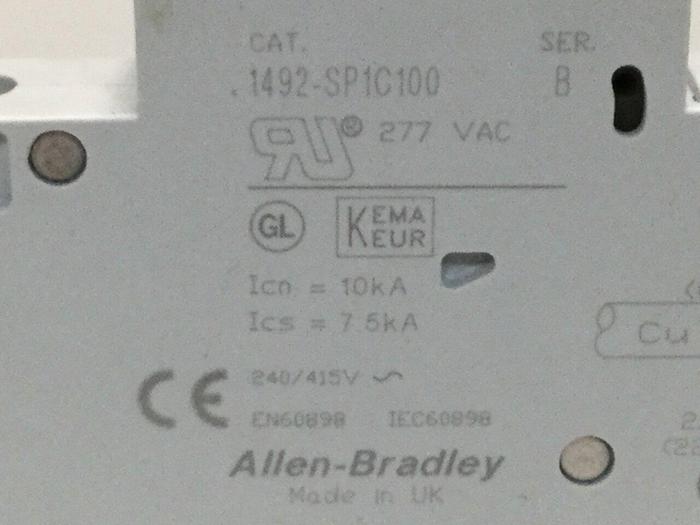 CAT. SER.
1492-SP1C100 B
RU® 277 VAC
GL KEMA
KEUR
Icn = 10kA
Ics = 7.5kA
Cu
CE 240/415V ~
EN60898 IEC60898
Allen-Bradley
Made in UK